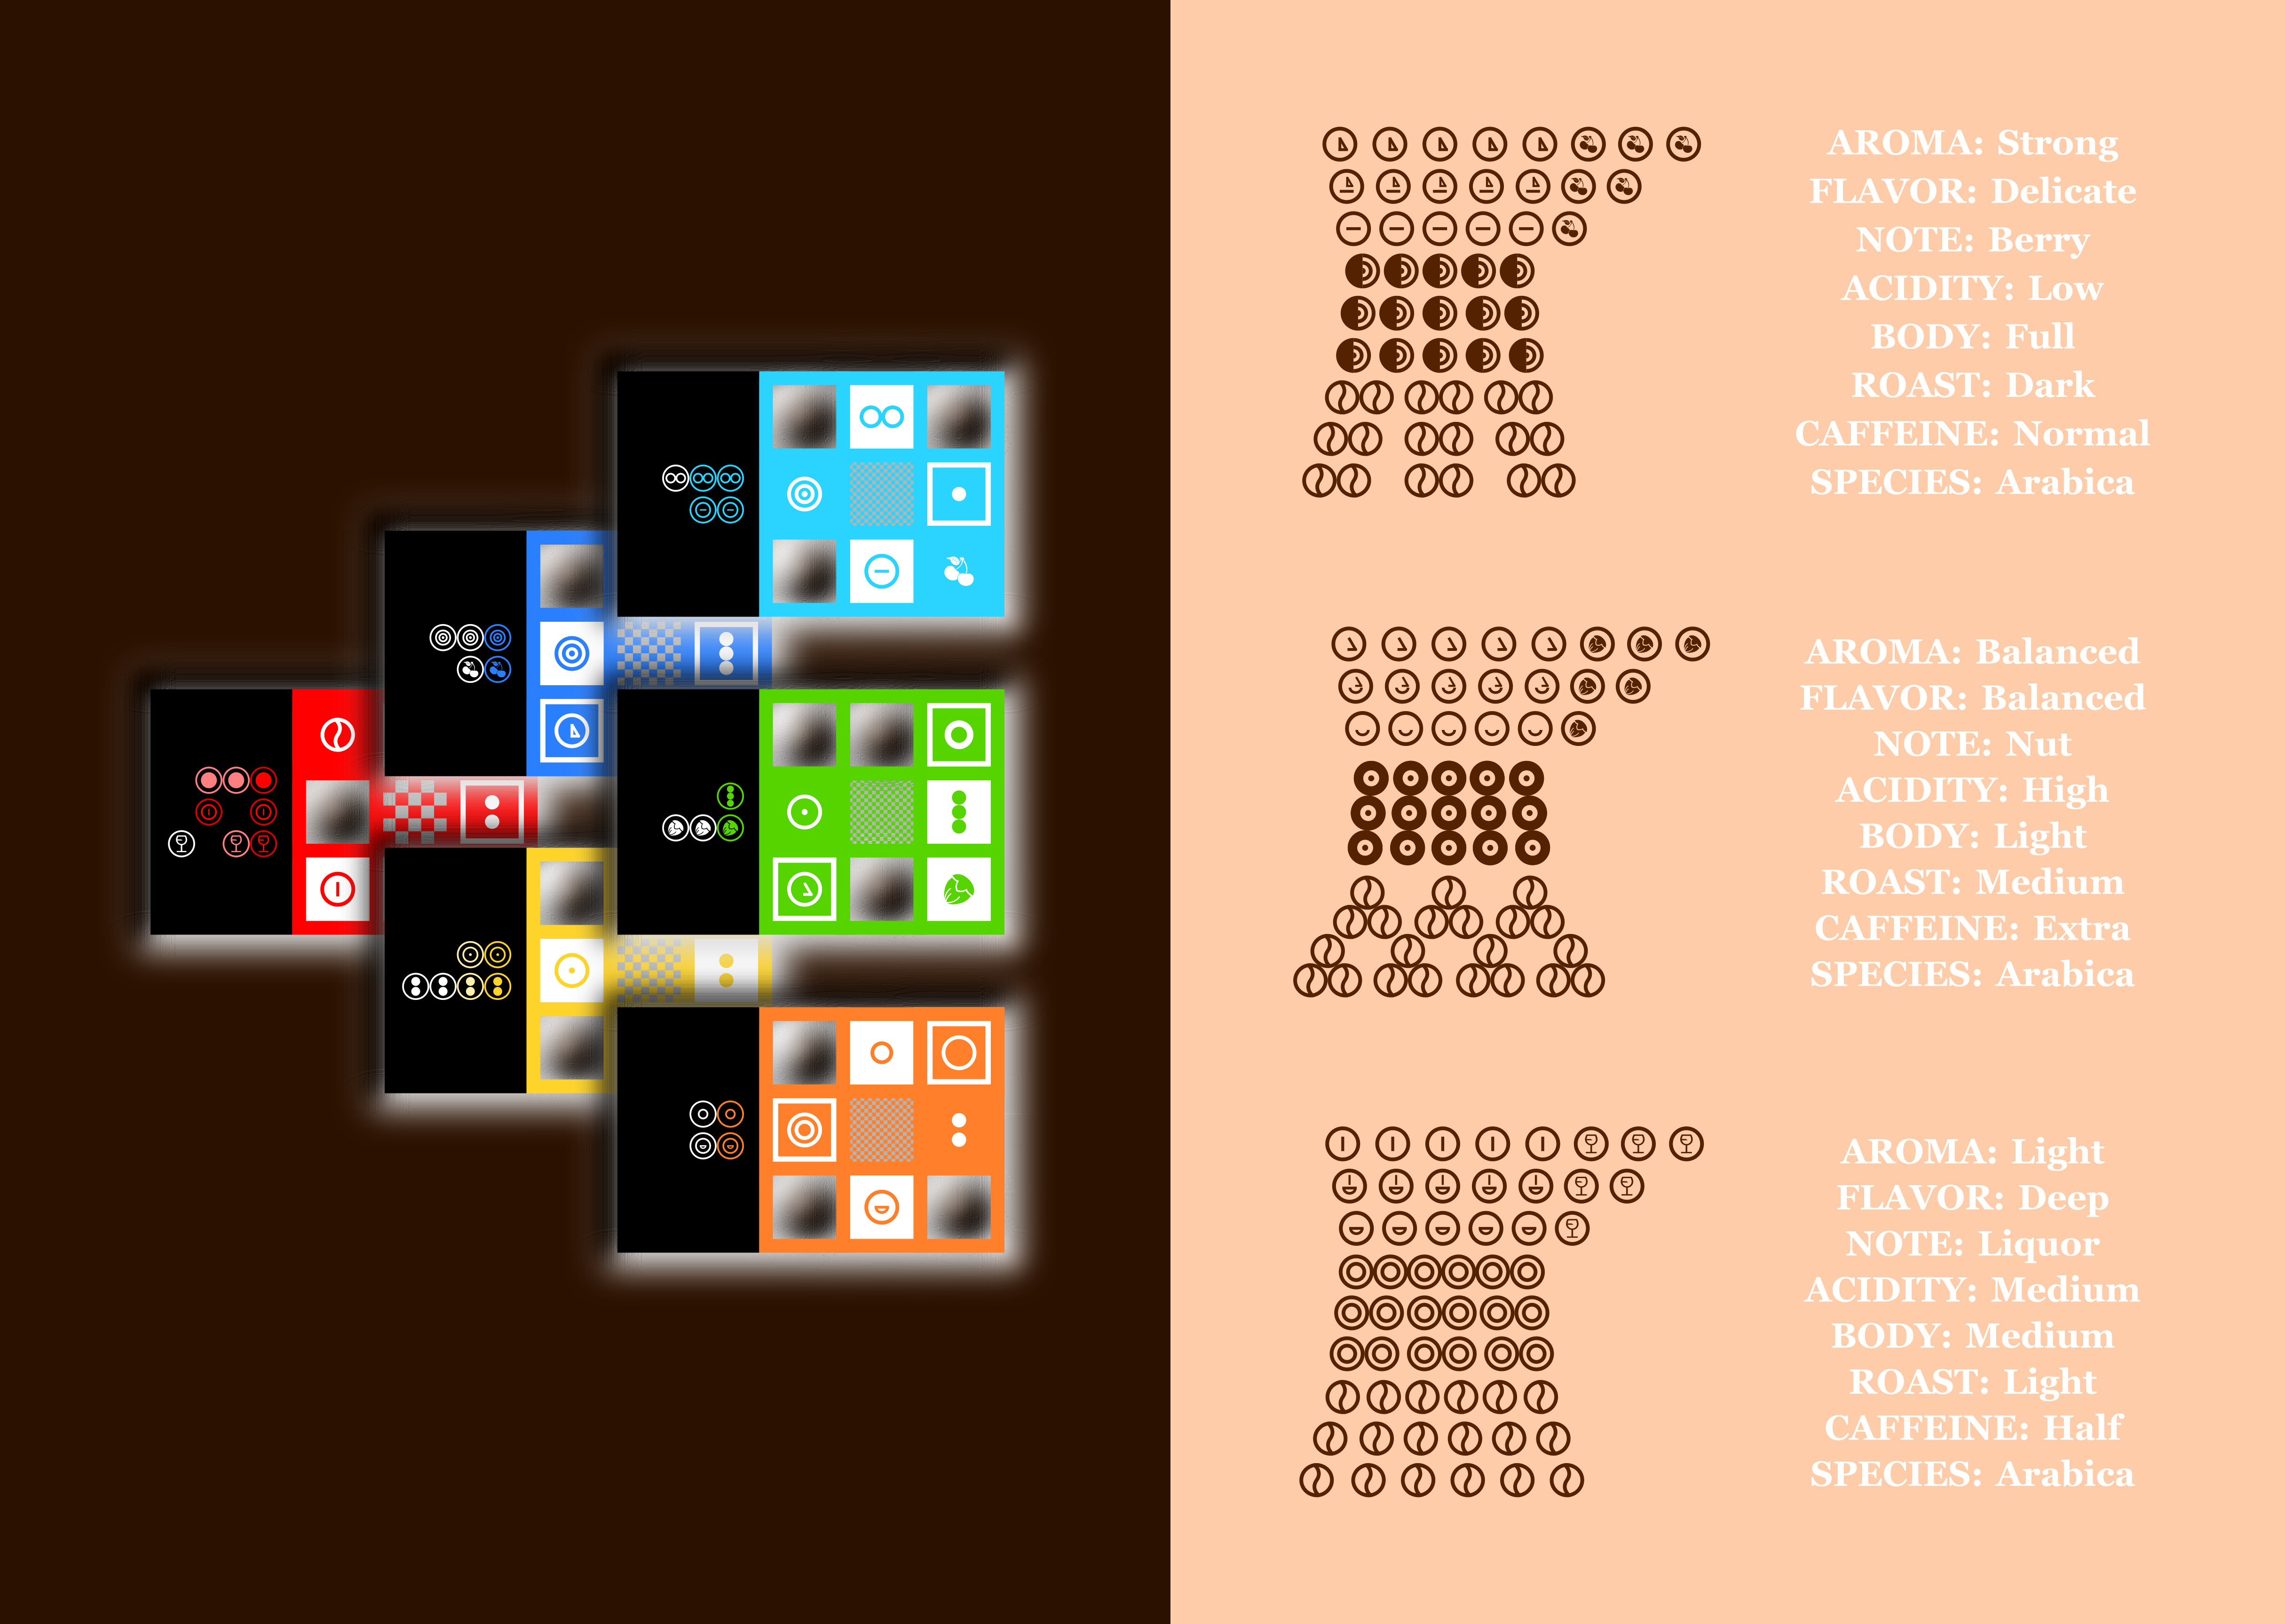 AROMA: Strong
FLAVOR: Delicate
NOTE: Berry
ACIDITY: Low
BODY: Full
ROAST: Dark
CAFFEINE: Normal
SPECIES: Arabica
AROMA: Balanced
FLAVOR: Balanced
NOTE: Nut
ACIDITY: High
BODY: Light
ROAST: Medium
CAFFEINE: Extra
SPECIES: Arabica
AROMA: Light
FLAVOR: Deep
NOTE: Liquor
ACIDITY: Medium
BODY: Medium
ROAST: Light
CAFFEINE: Half
SPECIES: Arabica